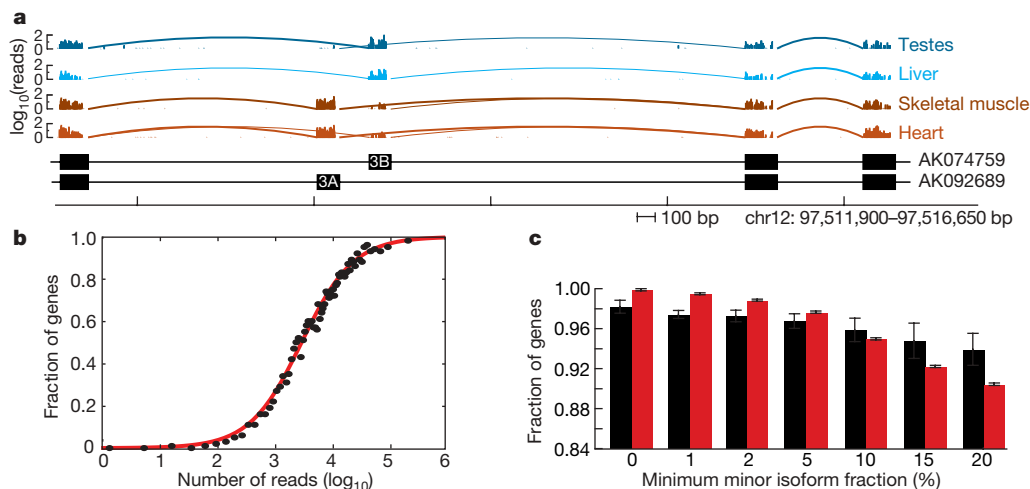 a
log10(reads)
2
0
Testes
2
0
Liver
2
0
Skeletal muscle
2
0
Heart
3B
AK074759
3A
AK092689
100 bp
chr12: 97,511,900–97,516,650 bp
b
Fraction of genes
1.0
0.8
0.6
0.4
0.2
0
0 1 2 3 4 5 6
Number of reads (log10)
c
Fraction of genes
1.00
0.96
0.92
0.88
0.84
0 1 2 5 10 15 20
Minimum minor isoform fraction (%)